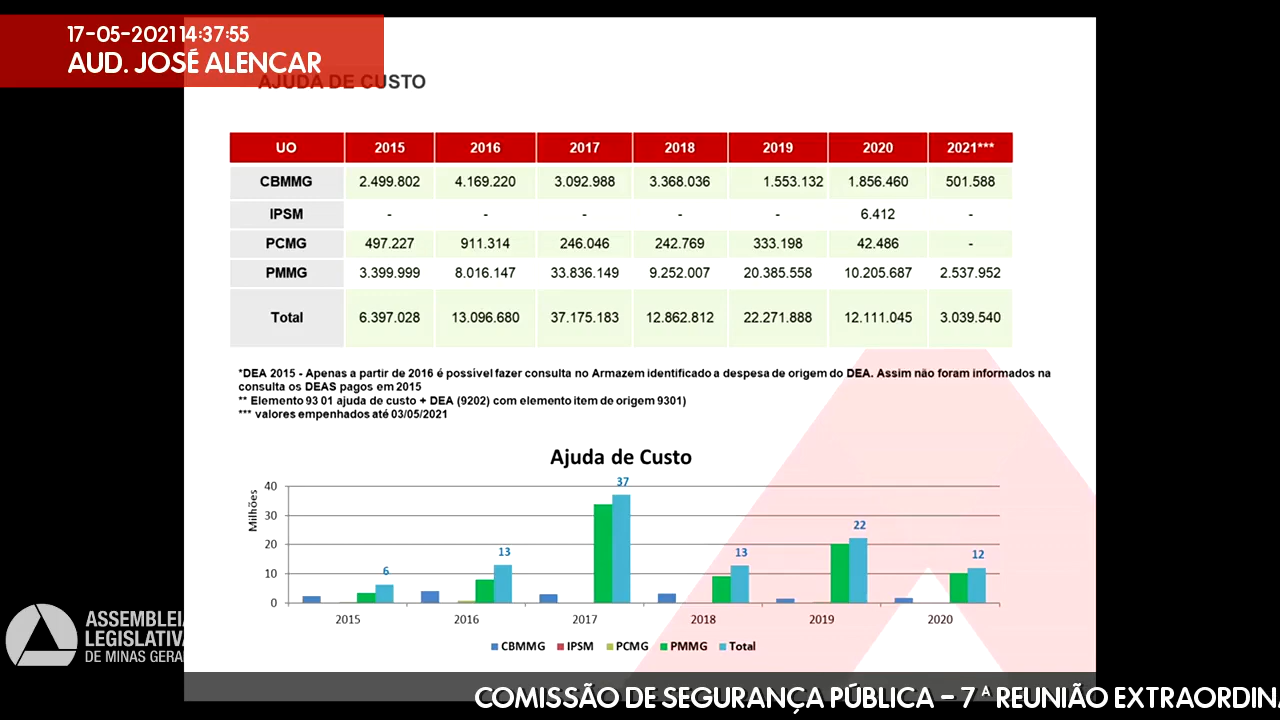 17-05-2021 14:37:55
AUD. JOSÉ ALENCAR
AJUDA DE CUSTO
UO 2015 2016 2017 2018 2019 2020 2021***
CBMMG 2.499.802 4.169.220 3.092.988 3.368.036 1.553.132 1.856.460 501.588
IPSM - - - - - 6.412 -
PCMG 497.227 911.314 246.046 242.769 333.198 42.486 -
PMMG 3.399.999 8.016.147 33.836.149 9.252.007 20.385.558 10.205.687 2.537.952
Total 6.397.028 13.096.680 37.175.183 12.862.812 22.271.888 12.111.045 3.039.540
*DEA 2015 - Apenas a partir de 2016 é possível fazer consulta no Armazem identificado a despesa de origem do DEA. Assim não foram informados na
consulta os DEAS pagos em 2015
** Elemento 93 01 ajuda de custo + DEA (9202) com elemento item de origem 9301)
*** valores empenhados até 03/05/2021
Ajuda de Custo
Milhões
40
30
20
10
0
6 13 37 13 22 12
2015 2016 2017 2018 2019 2020
CBMMG IPSM PCMG PMMG Total
ASSEMBLEIA
LEGISLATIVA
DE MINAS GERAI
COMISSÃO DE SEGURANÇA PÚBLICA – 7 ª REUNIÃO EXTRAORDIN